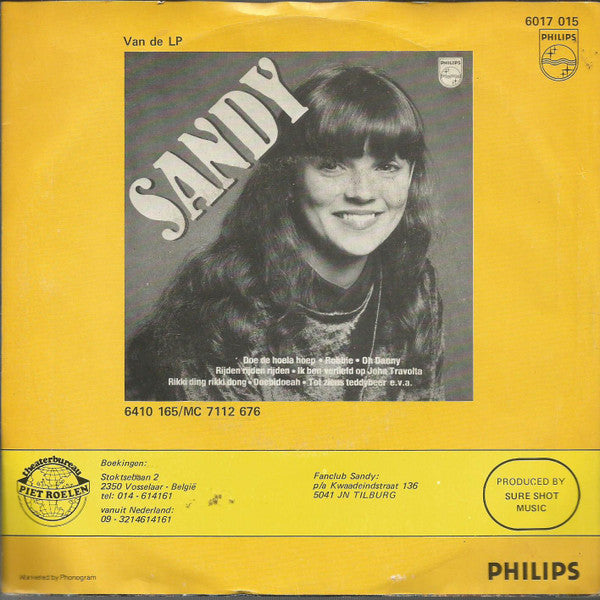 6017 015
Van de LP
PHILIPS
PHILIPS
SANDY
Doe de hoela hoep • Robbie • Oh Danny
Rijden rijden rijden • Ik ben verliefd op John Travolta
Rikki ding rikki dong • Doebidoeah • Tot ziens teddybeer e.v.a.
6410 165/MC 7112 676
theaterbureau
PIET ROELEN
Boekingen:
Stoktsebaan 2
2350 Vosselaar - België
tel: 014 - 614161
vanuit Nederland:
09 - 3214614161
Fanclub Sandy:
p/a Kwaadeindstraat 136
5041 JN TILBURG
PRODUCED BY
SURE SHOT
MUSIC
Marketed by Phonogram
PHILIPS